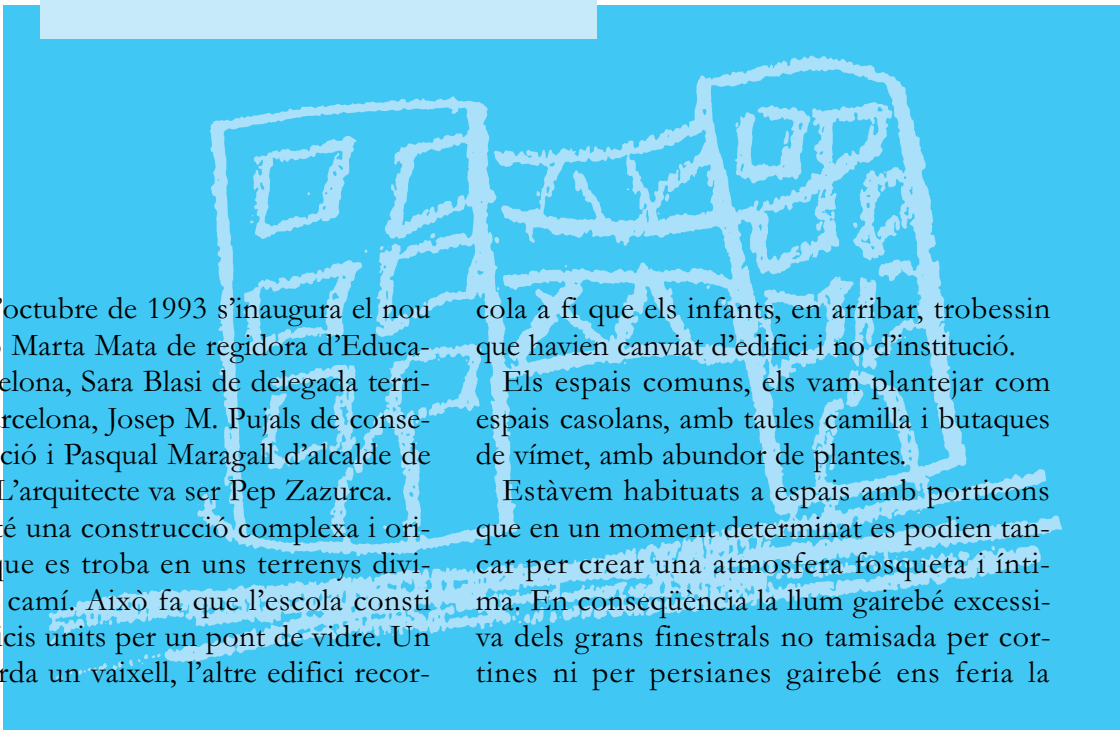 ’octubre de 1993 s’inaugura el nou
Marta Mata de regidora d’Educa-
elona, Sara Blasi de delegada terri-
rcelona, Josep M. Pujals de conse-
ció i Pasqual Maragall d’alcalde de
L’arquitecte va ser Pep Zazurca.
té una construcció complexa i ori-
que es troba en uns terrenys divi-
camí. Això fa que l’escola consti
icis units per un pont de vidre. Un
rda un vaixell, l’altre edifici recor-
cola a fi que els infants, en arribar, trobessin
que havien canviat d’edifici i no d’institució.
Els espais comuns, els vam plantejar com
espais casolans, amb taules camilla i butaques
de vímet, amb abundor de plantes.
Estàvem habituats a espais amb porticons
que en un moment determinat es podien tan-
car per crear una atmosfera fosqueta i ínti-
ma. En conseqüència la llum gairebé excessi-
va dels grans finestrals no tamisada per cor-
tines ni per persianes gairebé ens feria la